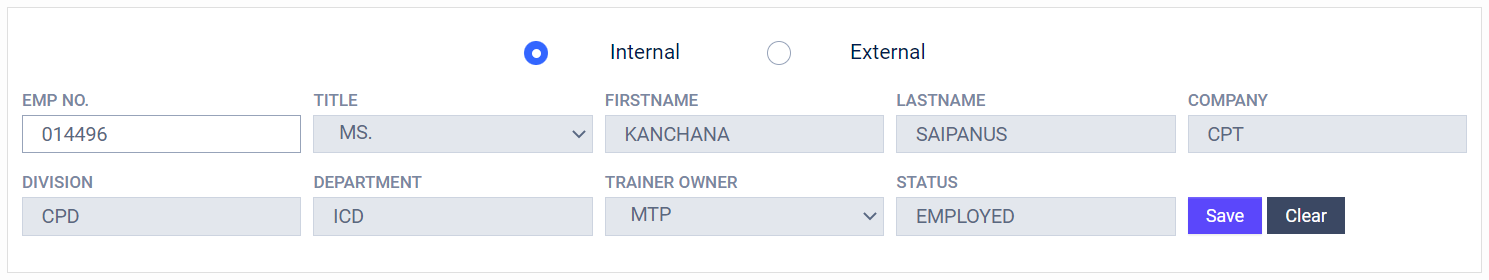 Internal External
EMP NO. TITLE FIRSTNAME LASTNAME COMPANY
014496 MS. KANCHANA SAIPANUS CPT
DIVISION DEPARTMENT TRAINER OWNER STATUS
CPD ICD MTP EMPLOYED Save Clear